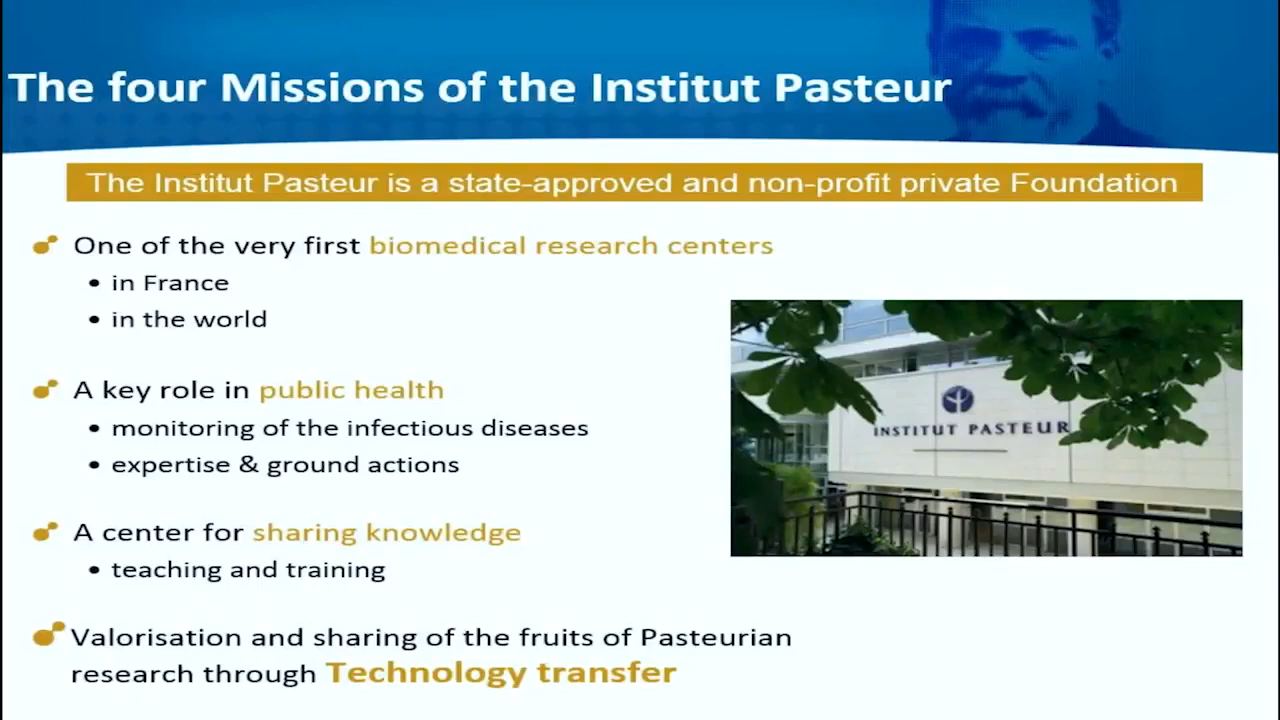 The four Missions of the Institut Pasteur
The Institut Pasteur is a state-approved and non-profit private Foundation
One of the very first biomedical research centers
• in France
• in the world
A key role in public health
• monitoring of the infectious diseases
• expertise & ground actions
INSTITUT PASTEUR
A center for sharing knowledge
• teaching and training
Valorisation and sharing of the fruits of Pasteurian
research through Technology transfer